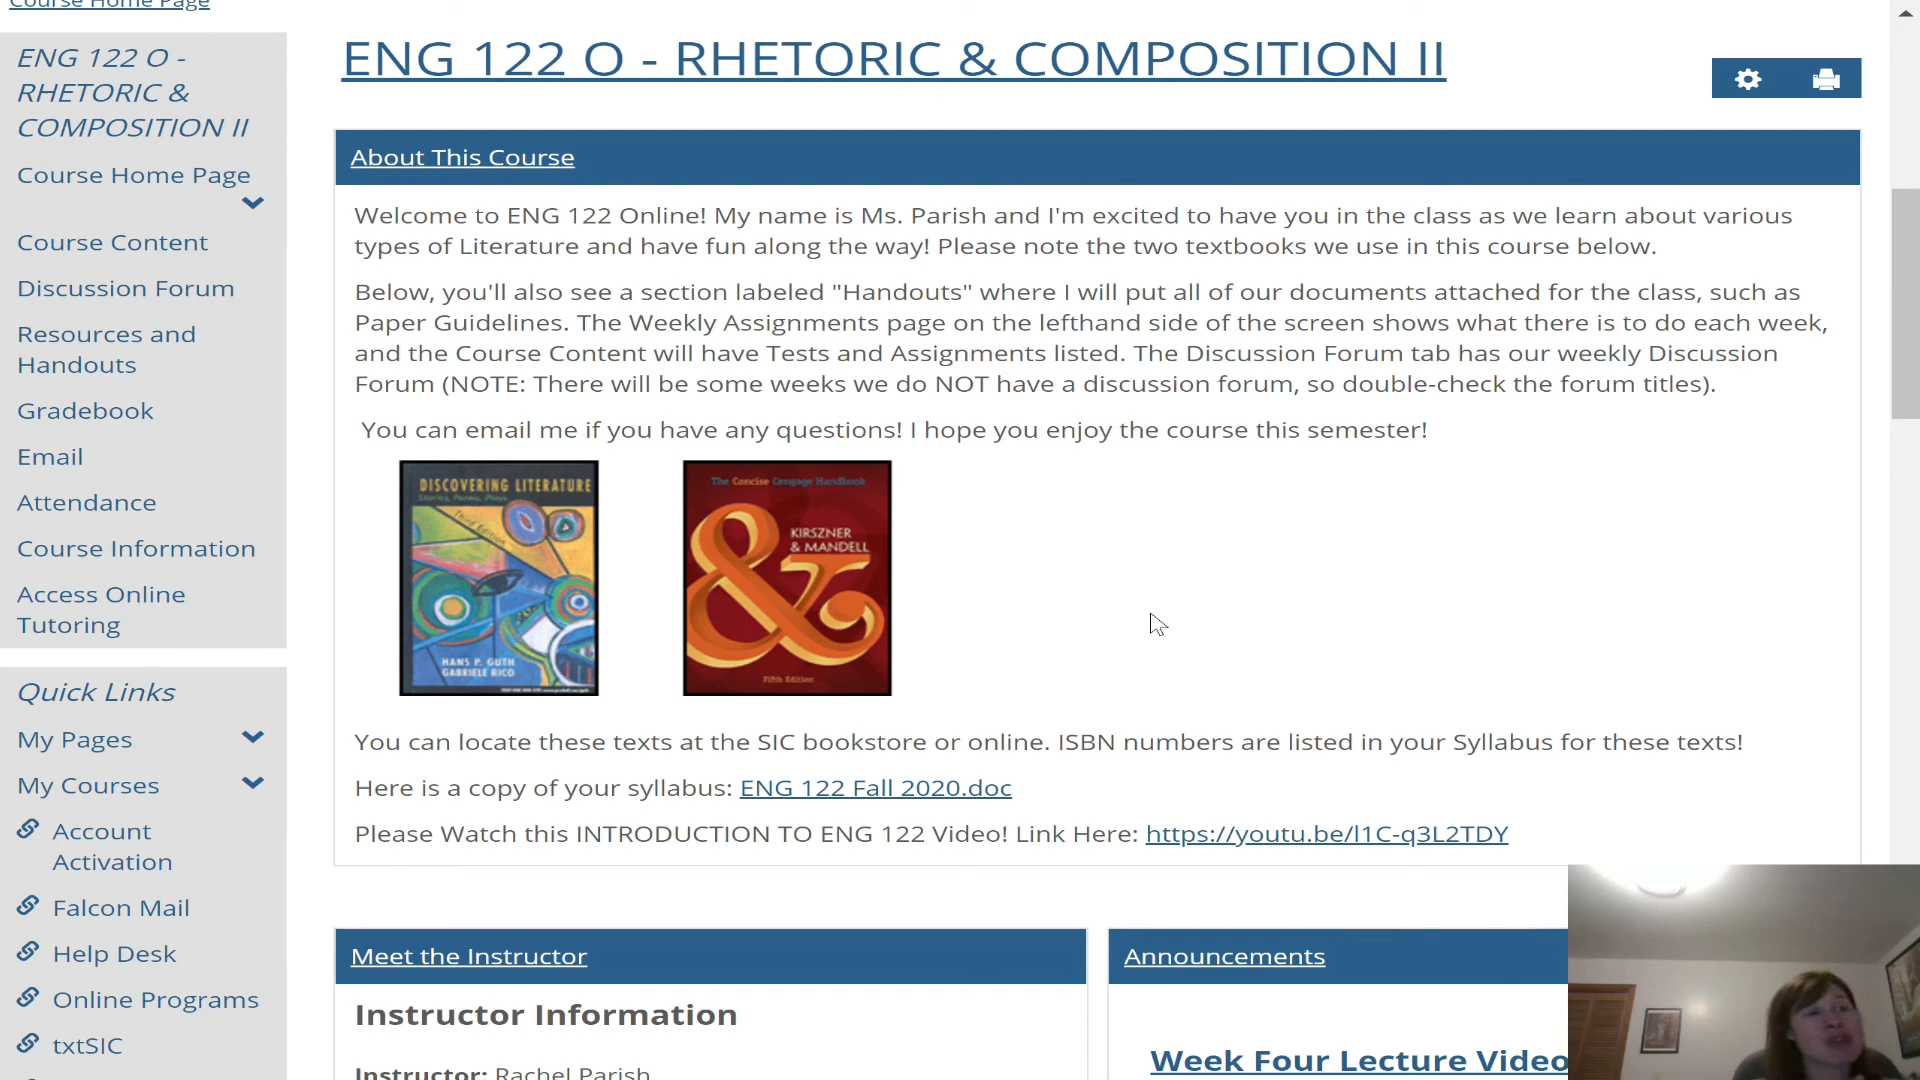 Course Home Page
ENG 122 O -
RHETORIC &
COMPOSITION II
Course Home Page
Course Content
Discussion Forum
Resources and
Handouts
Gradebook
Email
Attendance
Course Information
Access Online
Tutoring
Quick Links
My Pages
My Courses
Account
Activation
Falcon Mail
Help Desk
Online Programs
txtSIC
ENG 122 O - RHETORIC & COMPOSITION II
About This Course
Welcome to ENG 122 Online! My name is Ms. Parish and I'm excited to have you in the class as we learn about various
types of Literature and have fun along the way! Please note the two textbooks we use in this course below.
Below, you'll also see a section labeled "Handouts" where I will put all of our documents attached for the class, such as
Paper Guidelines. The Weekly Assignments page on the lefthand side of the screen shows what there is to do each week,
and the Course Content will have Tests and Assignments listed. The Discussion Forum tab has our weekly Discussion
Forum (NOTE: There will be some weeks we do NOT have a discussion forum, so double-check the forum titles).
You can email me if you have any questions! I hope you enjoy the course this semester!
DISCOVERING LITERATURE
Stories, Poems, Plays
Third Edition
HANS P. GUTH
GABRIELE RICO
The Concise Cengage Handbook
KIRSZNER
& MANDELL
&
Fifth Edition
You can locate these texts at the SIC bookstore or online. ISBN numbers are listed in your Syllabus for these texts!
Here is a copy of your syllabus: ENG 122 Fall 2020.doc
Please Watch this INTRODUCTION TO ENG 122 Video! Link Here: https://youtu.be/l1C-q3L2TDY
Meet the Instructor
Instructor Information
Instructor: Rachel Parish
Announcements
Week Four Lecture Video